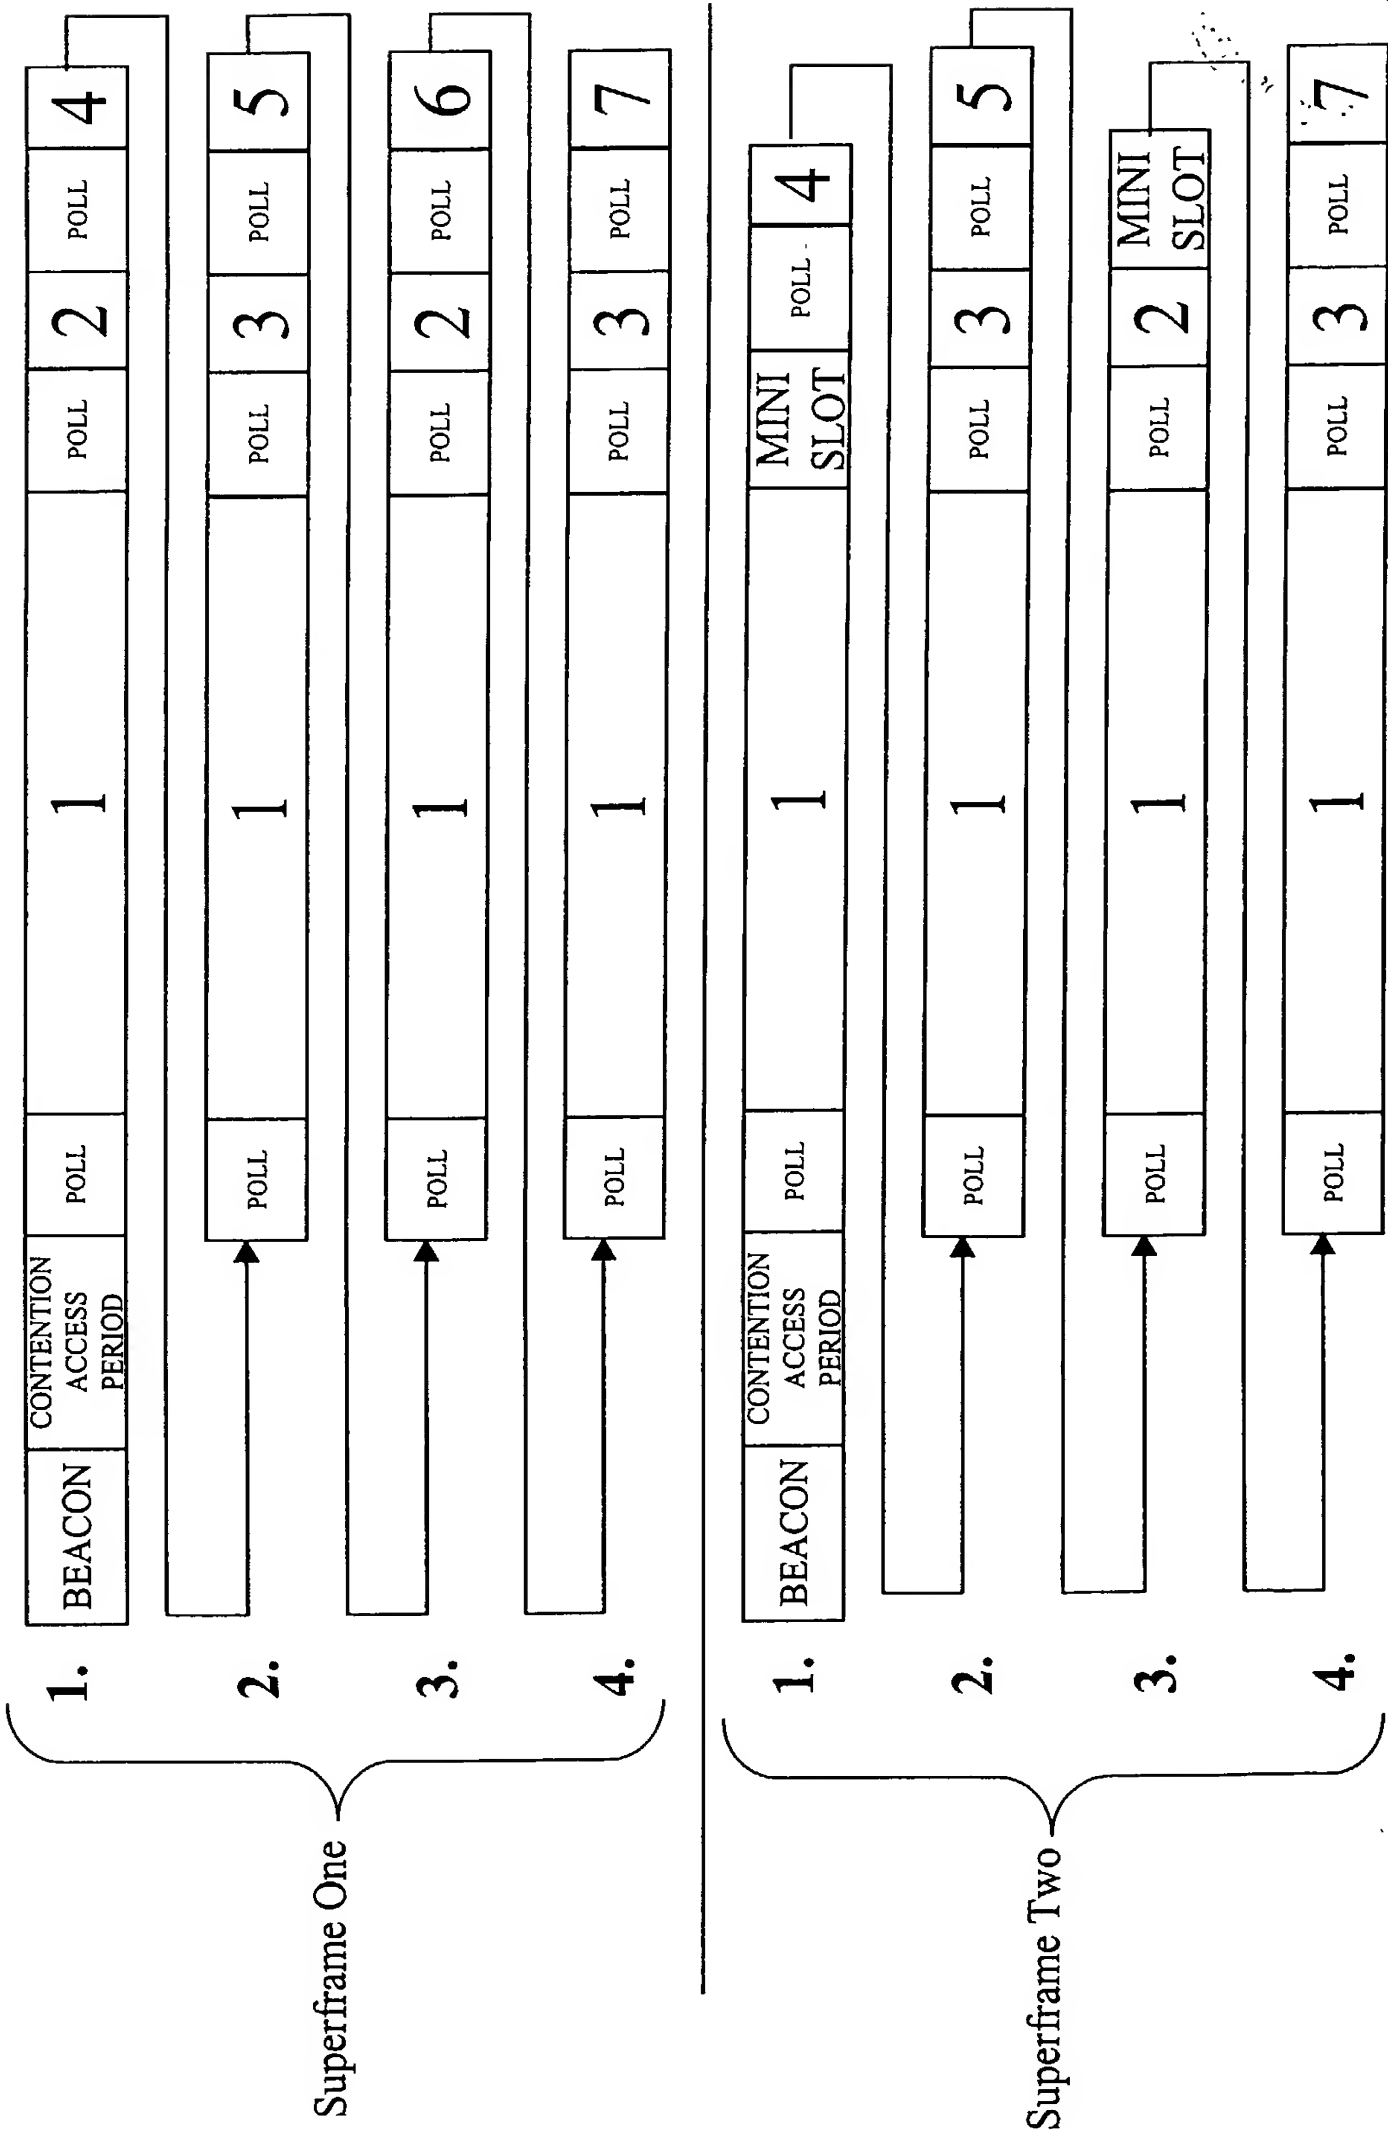 Superframe One
1.
BEACON
CONTENTION
ACCESS
PERIOD
POLL
1
POLL
2
POLL
4
2.
POLL
1
POLL
3
POLL
5
3.
POLL
1
POLL
2
POLL
6
4.
POLL
1
POLL
3
POLL
7
Superframe Two
1.
BEACON
CONTENTION
ACCESS
PERIOD
POLL
1
MINI
SLOT
POLL
4
2.
POLL
1
POLL
3
POLL
5
3.
POLL
1
POLL
2
MINI
SLOT
4.
POLL
1
POLL
3
POLL
7